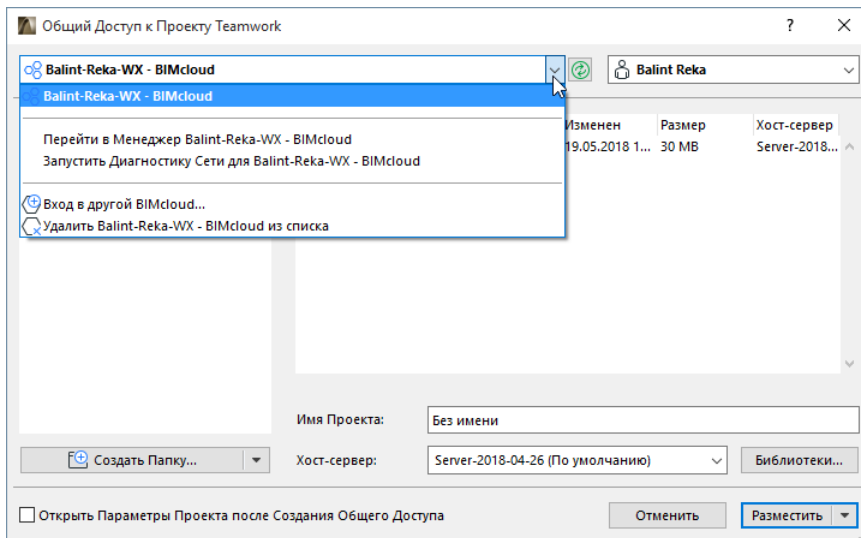 Общий Доступ к Проекту Teamwork
?
Balint-Reka-WX - BIMcloud
Balint Reka
Balint-Reka-WX - BIMcloud
Перейти в Менеджер Balint-Reka-WX - BIMcloud
Запустить Диагностику Сети для Balint-Reka-WX - BIMcloud
Вход в другой BIMcloud...
Удалить Balint-Reka-WX - BIMcloud из списка
Изменен Размер Хост-сервер
19.05.2018 1... 30 MB Server-2018...
Имя Проекта: Без имени
Создать Папку... Хост-сервер: Server-2018-04-26 (По умолчанию) Библиотеки...
Открыть Параметры Проекта после Создания Общего Доступа Отменить Разместить